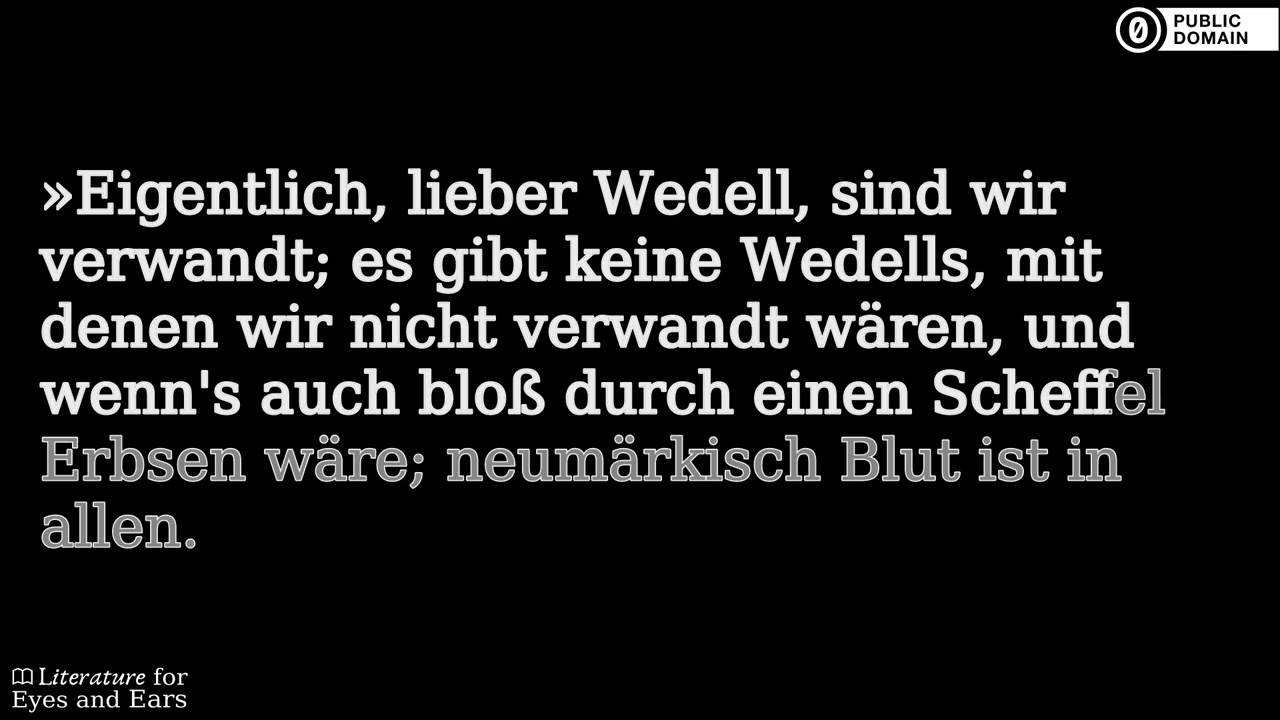 PUBLIC
DOMAIN
»Eigentlich, lieber Wedell, sind wir
verwandt; es gibt keine Wedells, mit
denen wir nicht verwandt wären, und
wenn's auch bloß durch einen Scheffel
Erbsen wäre; neumärkisch Blut ist in
allen.
Literature for
Eyes and Ears